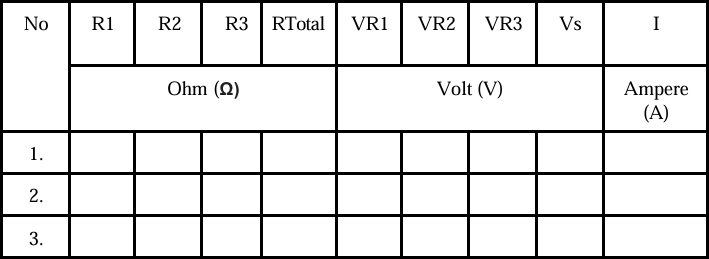 No R1 R2 R3 RTotal VR1 VR2 VR3 Vs I
Ohm (Ω) Volt (V) Ampere
(A)
1.
2.
3.